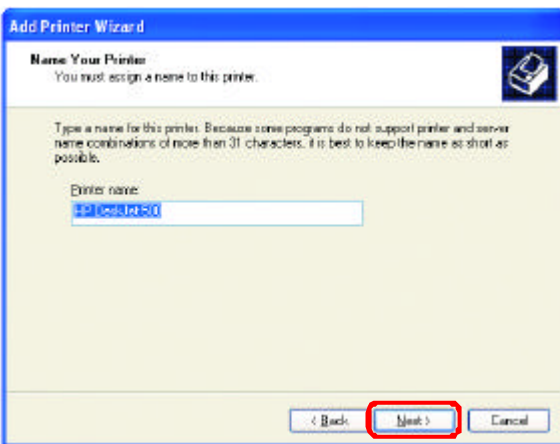 Add Printer Wizard
Name Your Printer
You must assign a name to this printer.
Type a name for this printer. Because some programs do not support printer and server
name combinations of more than 31 characters, it is best to keep the name as short as
possible.
Printer name:
HP DeskJet 500
< Back
Next >
Cancel